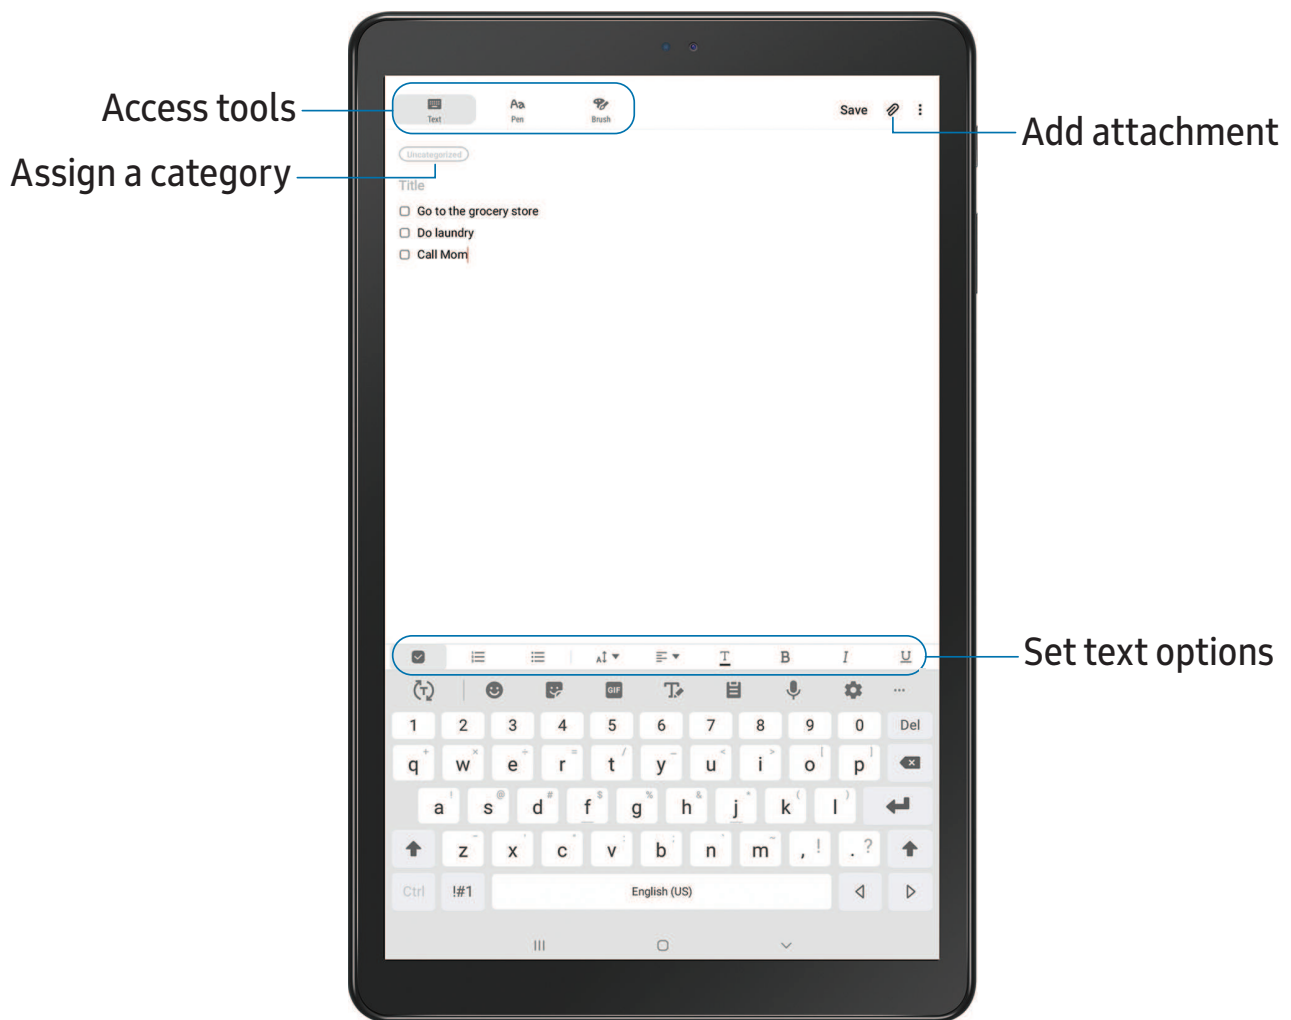 Access tools
Assign a category
Add attachment
Set text options
Text
Aa
Pen
Brush
Save
Uncategorized
Title
Go to the grocery store
Do laundry
Call Mom
A T B I U
T GIF T
1 2 3 4 5 6 7 8 9 0 Del
q w e r t y u i o p
a s d f g h j k l
z x c v b n m , ! . ?
Ctrl !#1 English (US)